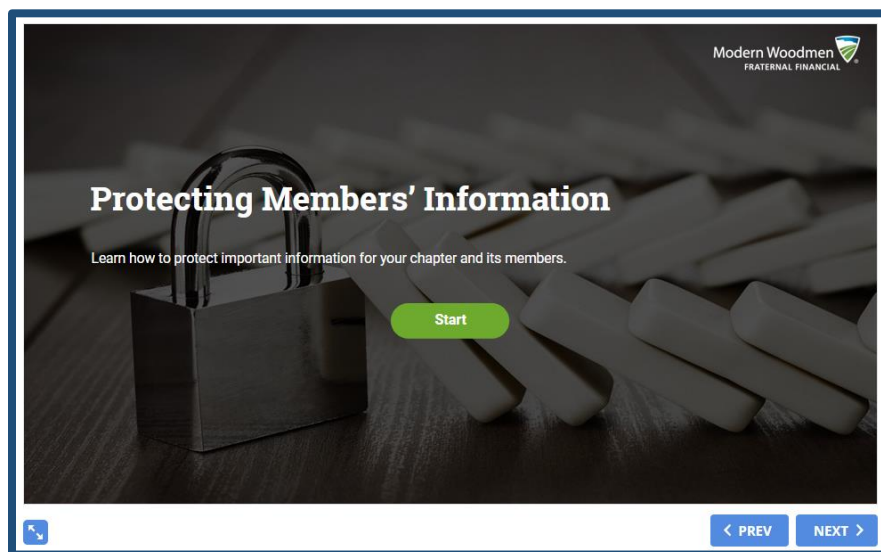 Modern Woodmen
FRATERNAL FINANCIAL
Protecting Members’ Information
Learn how to protect important information for your chapter and its members.
Start
PREV
NEXT